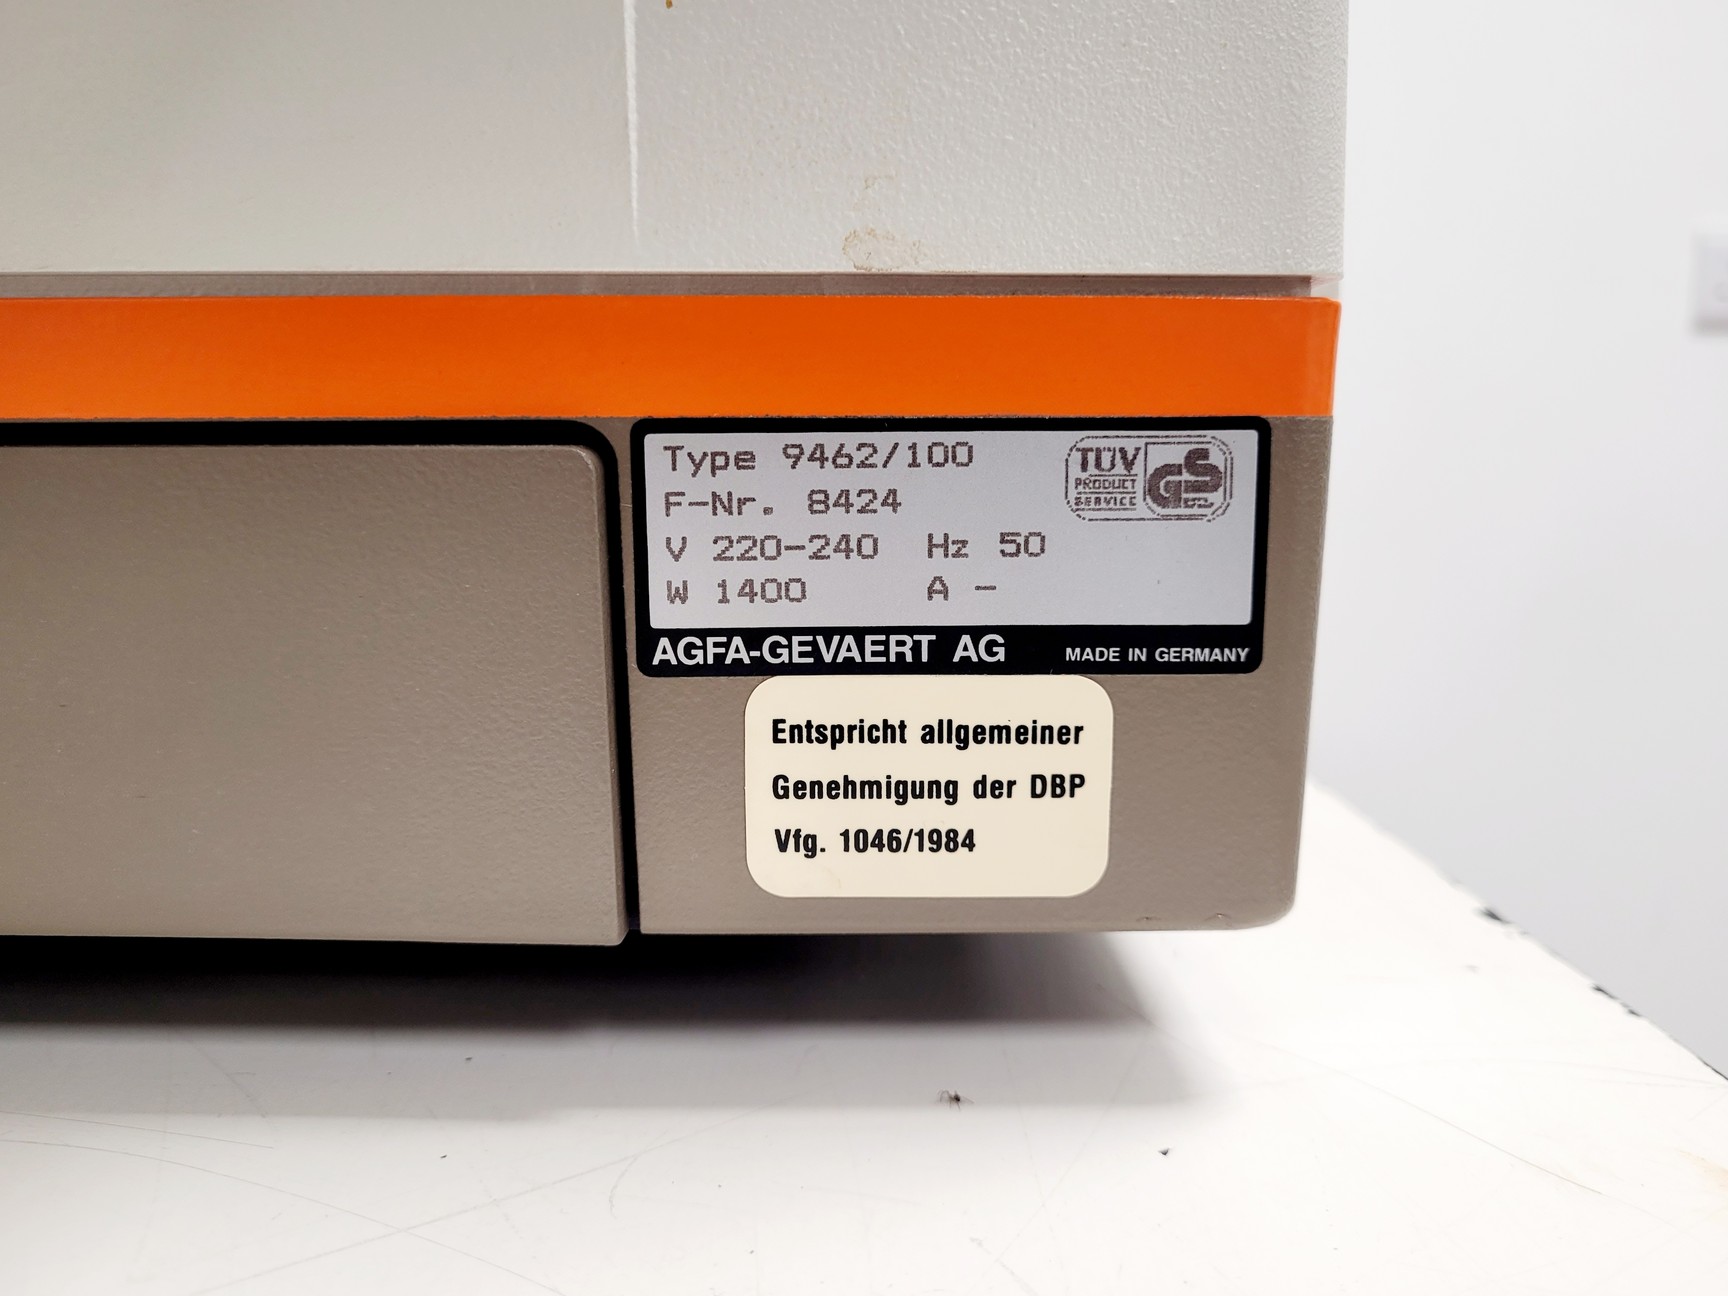 Type 9462/100
F-Nr. 8424
V 220-240 Hz 50
W 1400 A -
TÜV
PRODUCT
SERVICE
GS
AGFA-GEVAERT AG
MADE IN GERMANY
Entspricht allgemeiner
Genehmigung der DBP
Vfg. 1046/1984